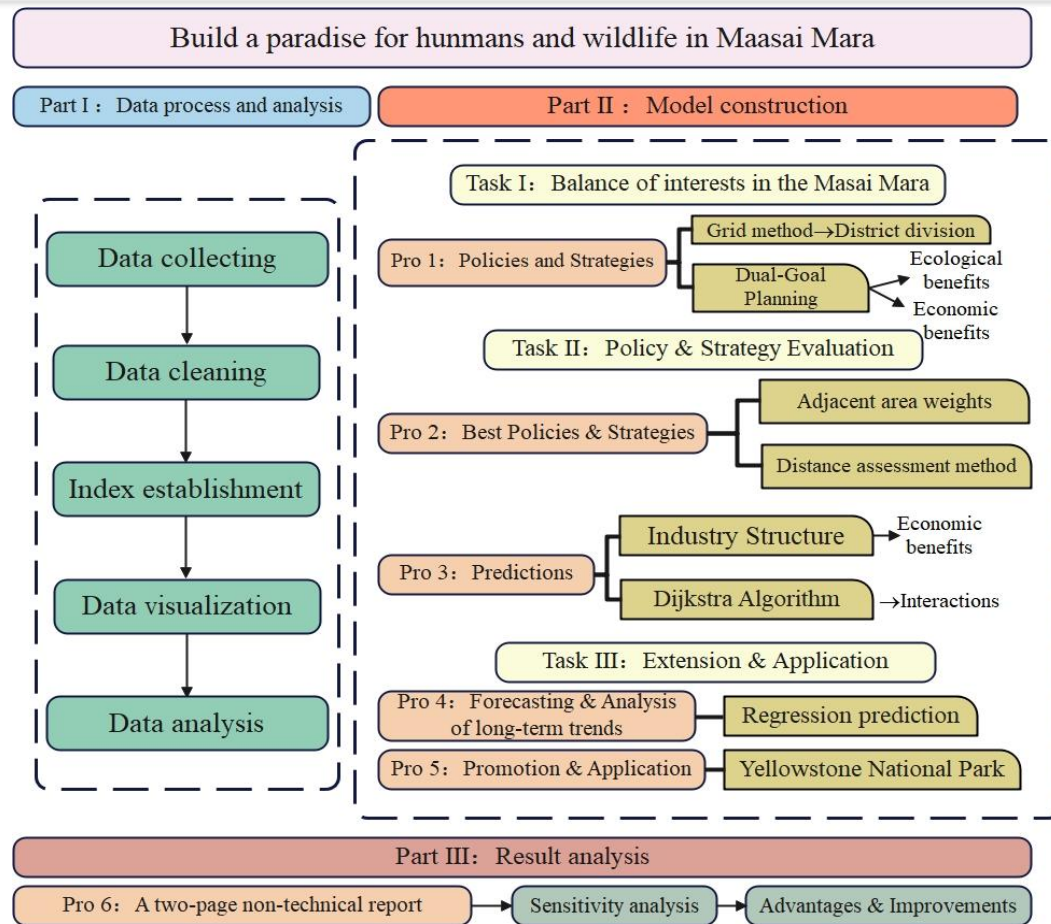 Build a paradise for hunmans and wildlife in Maasai Mara
Part I： Data process and analysis
Part II： Model construction
Data collecting
Data cleaning
Index establishment
Data visualization
Data analysis
Task I： Balance of interests in the Masai Mara
Pro 1：Policies and Strategies
Grid method→District division
Dual-Goal
Planning
Ecological
benefits
Economic
benefits
Task II：Policy & Strategy Evaluation
Pro 2：Best Policies & Strategies
Adjacent area weights
Distance assessment method
Pro 3：Predictions
Industry Structure
Economic
benefits
Dijkstra Algorithm
→Interactions
Task III：Extension & Application
Pro 4：Forecasting & Analysis
of long-term trends
Regression prediction
Pro 5：Promotion & Application
Yellowstone National Park
Part III：Result analysis
Pro 6：A two-page non-technical report
Sensitivity analysis
Advantages & Improvements